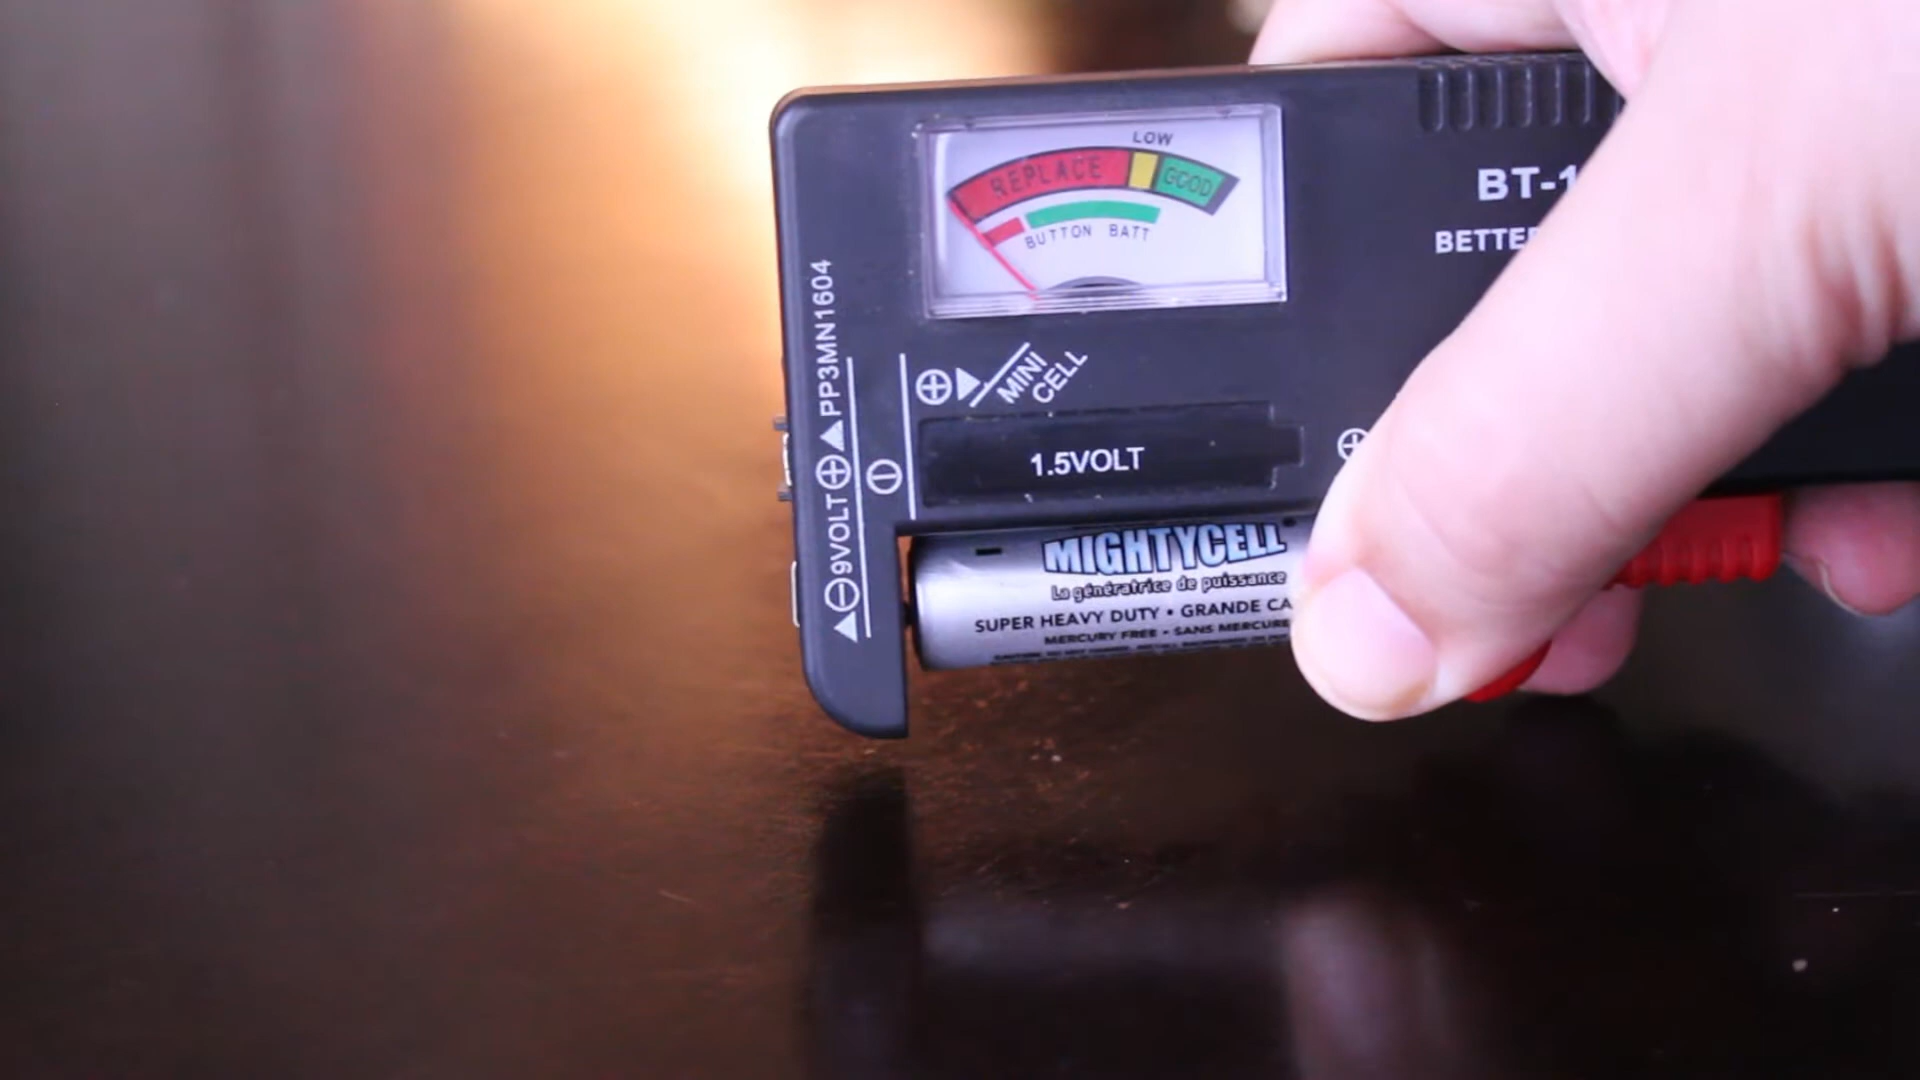 LOW
REPLACE
GOOD
BUTTON BATT
BT-1
BETTE
PP3MN1604
9VOLT
MINI
CELL
1.5VOLT
MIGHTYCELL
La génératrice de puissance
SUPER HEAVY DUTY • GRANDE CA
MERCURY FREE • SANS MERCURE